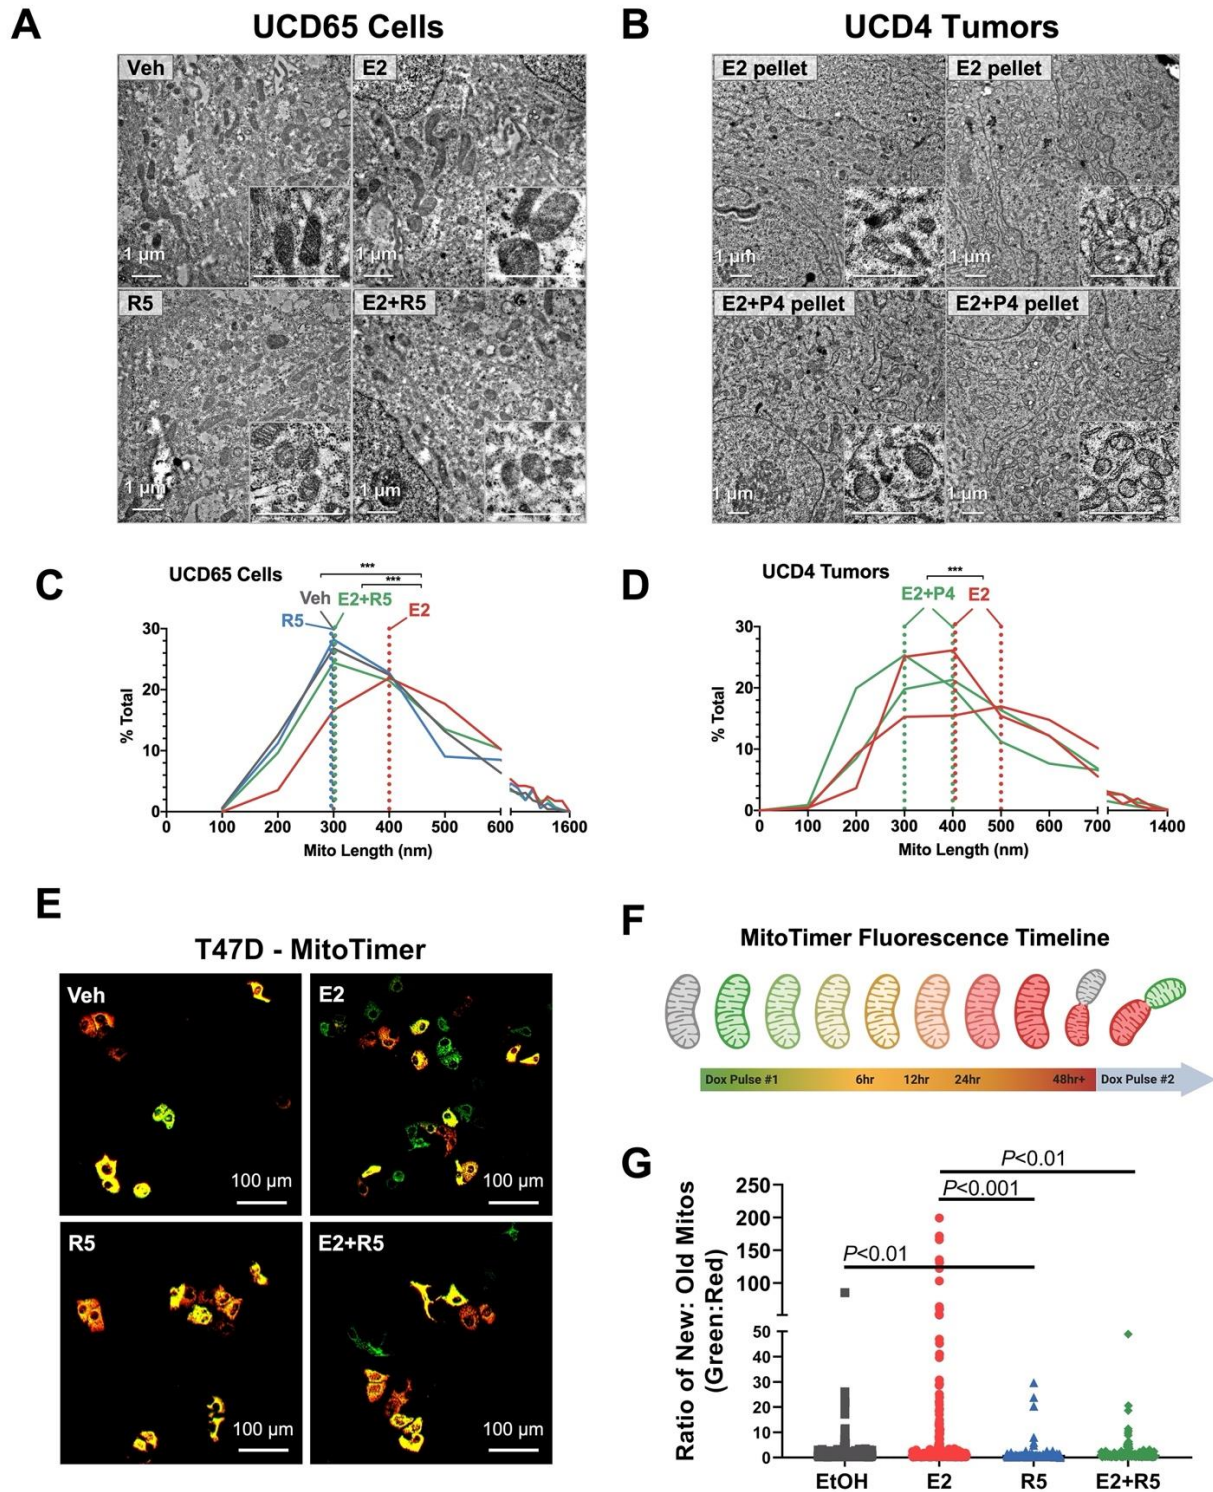 A
UCD65 Cells
Veh
E2
1 µm
1 µm
R5
E2+R5
1 µm
1 µm
B
UCD4 Tumors
E2 pellet
E2 pellet
1 µm
1 µm
E2+P4 pellet
E2+P4 pellet
1 µm
1 µm
C
UCD65 Cells
***
***
Veh
E2+R5
R5
E2
30
20
10
0
% Total
0 100 200 300 400 500 600 1600
Mito Length (nm)
D
UCD4 Tumors
***
E2+P4
E2
30
20
10
0
% Total
0 100 200 300 400 500 600 700 1400
Mito Length (nm)
E
T47D - MitoTimer
Veh
E2
100 µm
100 µm
R5
E2+R5
100 µm
100 µm
F
MitoTimer Fluorescence Timeline
Dox Pulse #1 6hr 12hr 24hr 48hr+ Dox Pulse #2
G
P<0.01
P<0.001
P<0.01
250
200
150
100
50
40
30
20
10
0
Ratio of New: Old Mitos
(Green:Red)
EtOH E2 R5 E2+R5